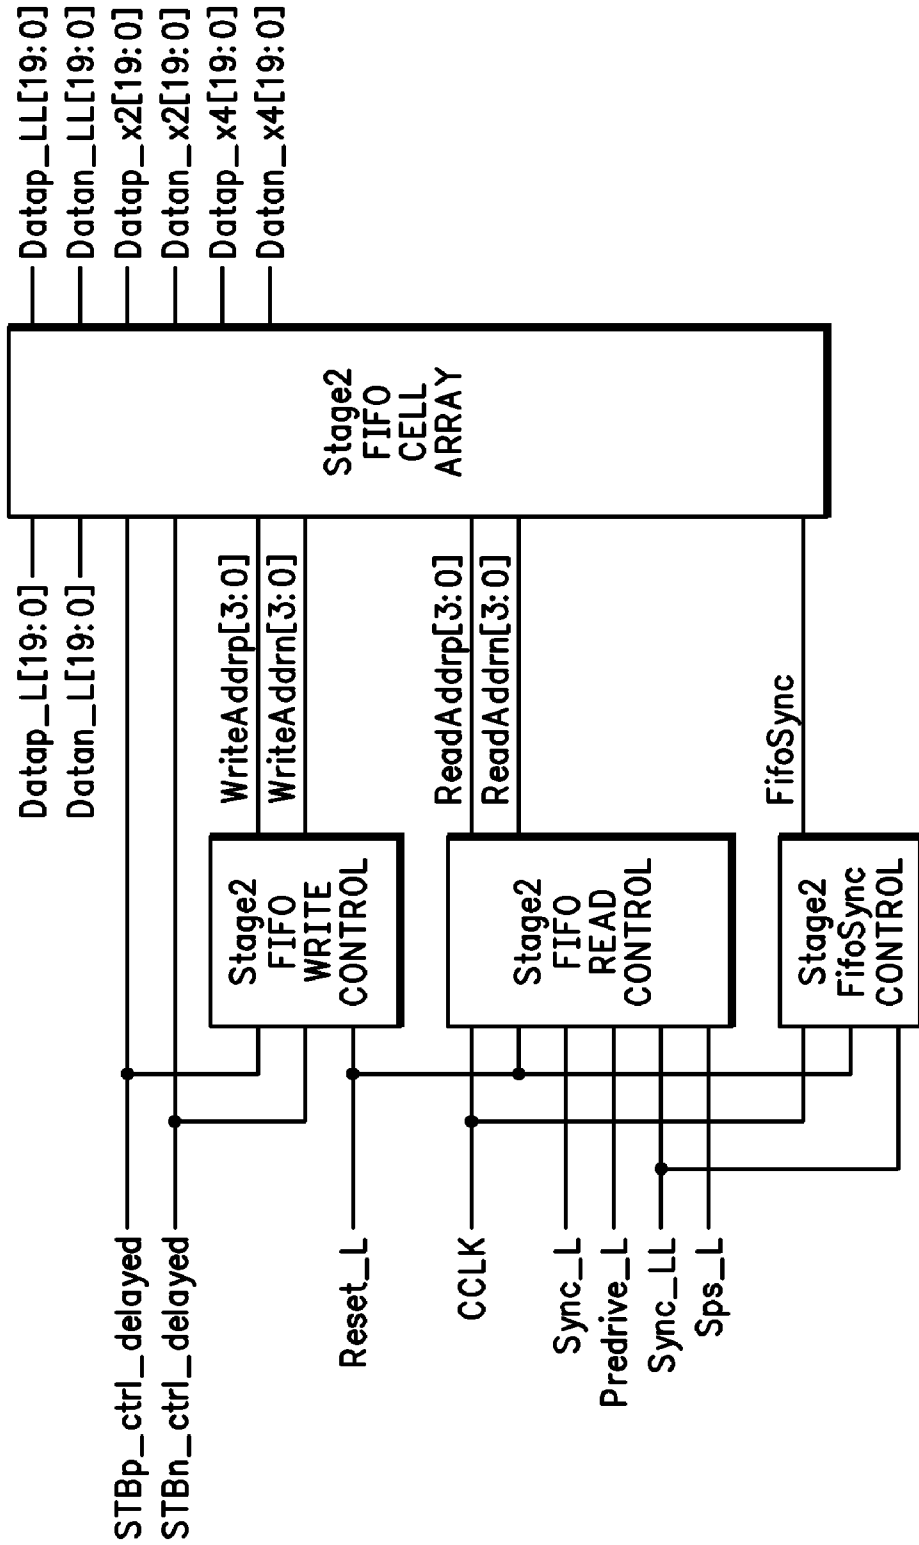 Datap_L[19:0]
Datan_L[19:0]
STBp_ctrl_delayed
STBn_ctrl_delayed
Reset_L
CCLK
Sync_L
Predrive_L
Sync_LL
Sps_L
Stage2
FIFO
WRITE
CONTROL
Stage2
FIFO
READ
CONTROL
Stage2
FifoSync
CONTROL
WriteAddrp[3:0]
WriteAddrn[3:0]
ReadAddrp[3:0]
ReadAddrn[3:0]
FifoSync
Stage2
FIFO
CELL
ARRAY
Datap_LL[19:0]
Datan_LL[19:0]
Datap_x2[19:0]
Datan_x2[19:0]
Datap_x4[19:0]
Datan_x4[19:0]